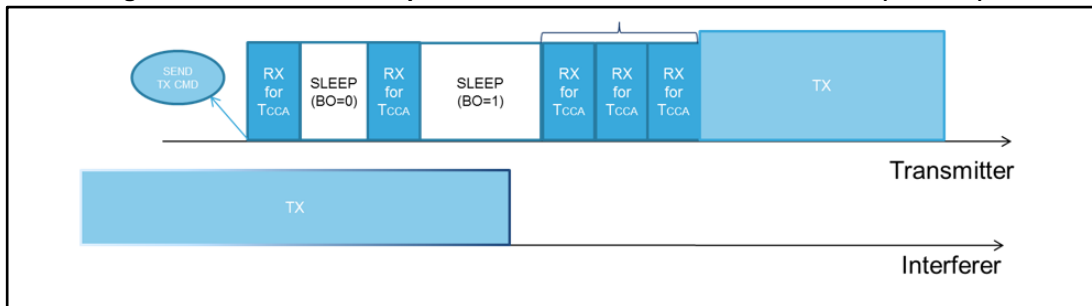 SEND
TX CMD
RX
for
TCCA
SLEEP
(BO=0)
RX
for
TCCA
SLEEP
(BO=1)
RX
for
TCCA
RX
for
TCCA
RX
for
TCCA
TX
Transmitter
TX
Interferer